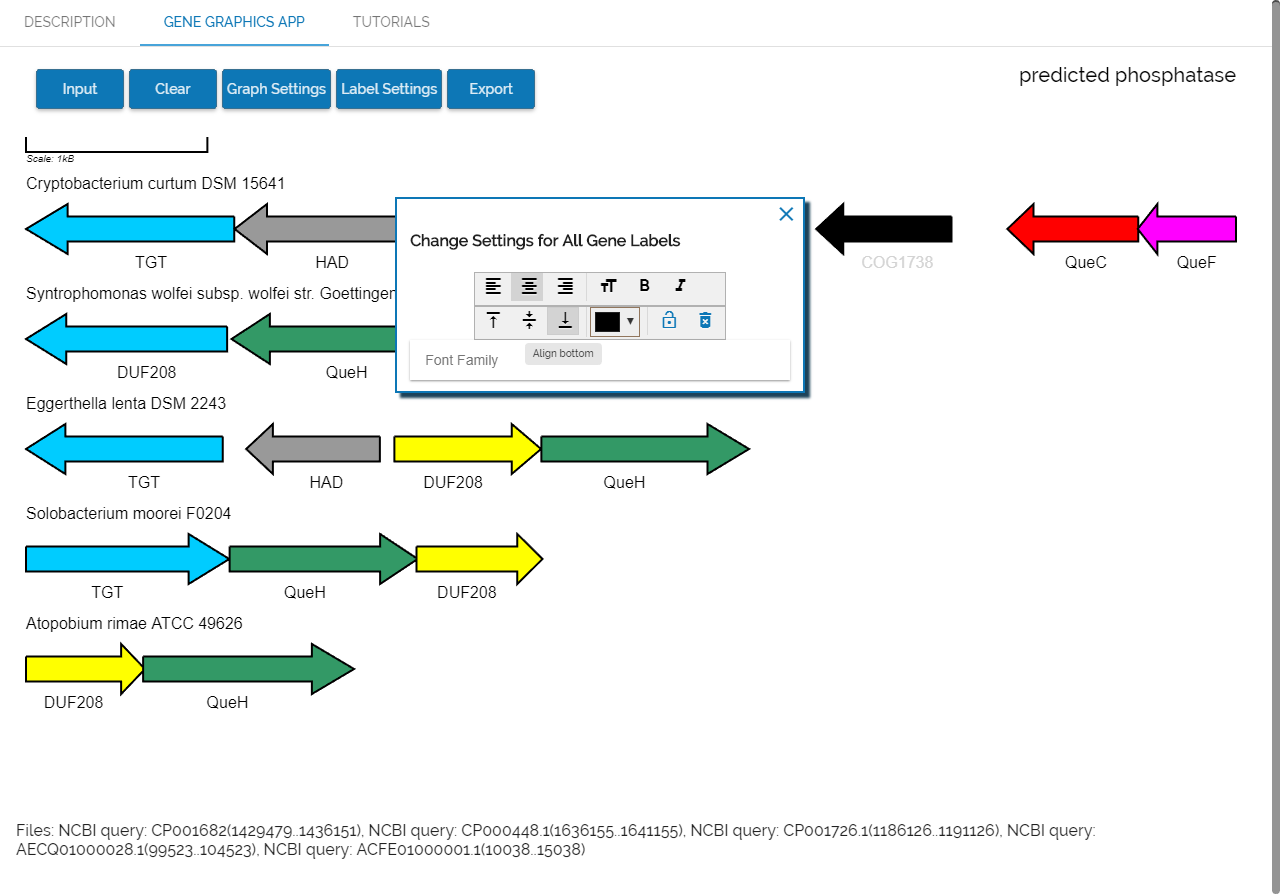 DESCRIPTION GENE GRAPHICS APP TUTORIALS
Input Clear Graph Settings Label Settings Export
predicted phosphatase
Scale: 1kB
Cryptobacterium curtum DSM 15641
TGT HAD COG1738 QueC QueF
Syntrophomonas wolfei subsp. wolfei str. Goettingen
DUF208 QueH
Change Settings for All Gene Labels
B I
Align bottom
Font Family
Eggerthella lenta DSM 2243
TGT HAD DUF208 QueH
Solobacterium moorei F0204
TGT QueH DUF208
Atopobium rimae ATCC 49626
DUF208 QueH
Files: NCBI query: CP001682(1429479..1436151), NCBI query: CP000448.1(1636155..1641155), NCBI query: CP001726.1(1186126..1191126), NCBI query:
AECQ01000028.1(99523..104523), NCBI query: ACFE01000001.1(10038..15038)